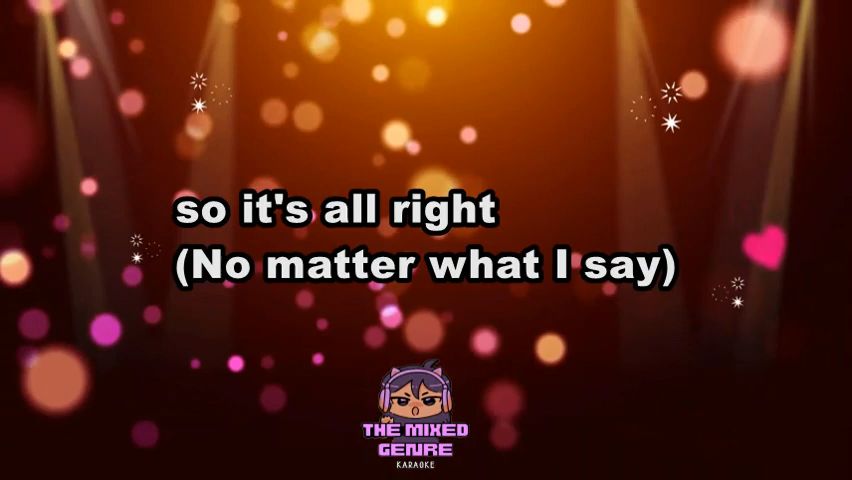 so it's all right
(No matter what I say)
THE MIXED
GENRE
KARAOKE